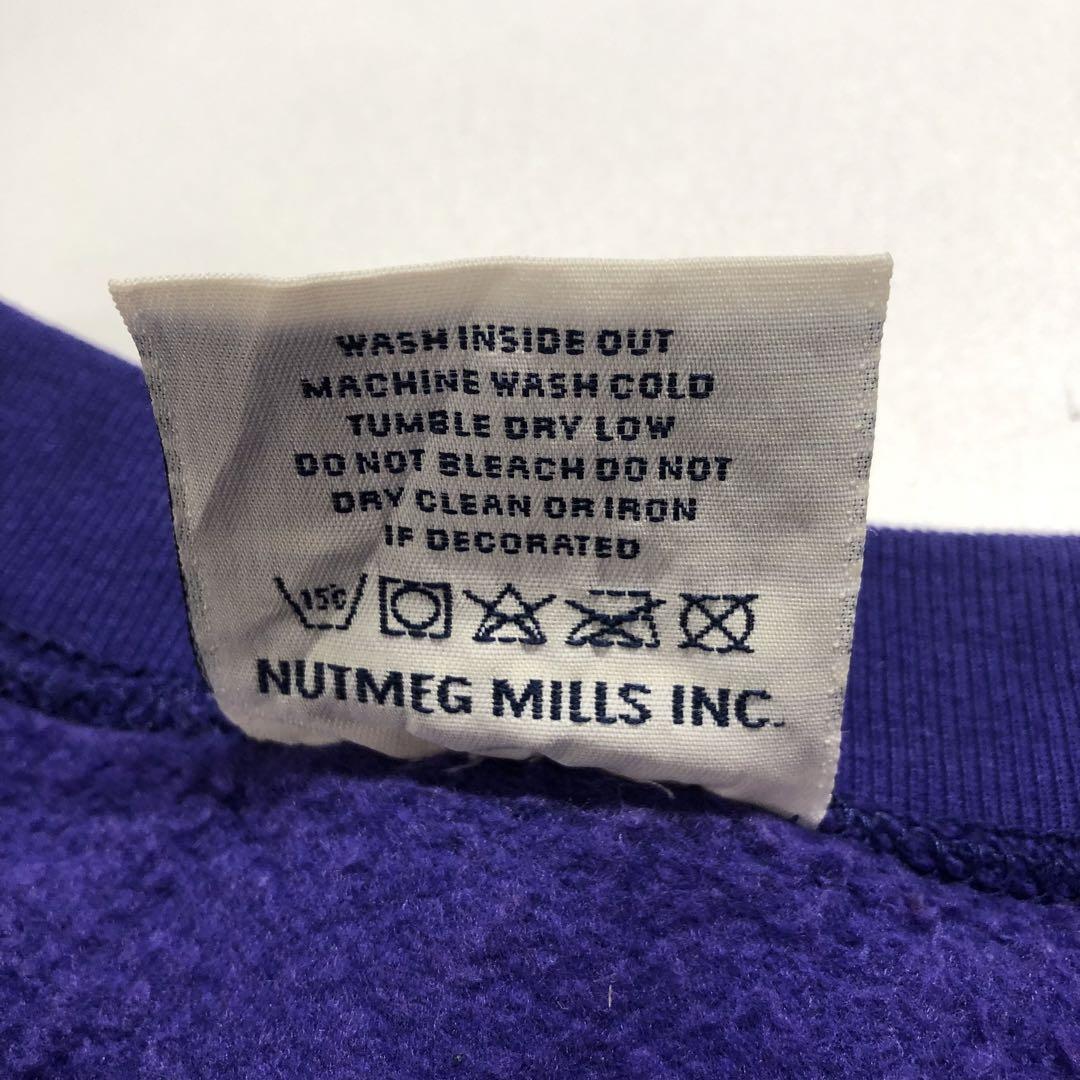 WASH INSIDE OUT
MACHINE WASH COLD
TUMBLE DRY LOW
DO NOT BLEACH DO NOT
DRY CLEAN OR IRON
IF DECORATED
15C
NUTMEG MILLS INC.